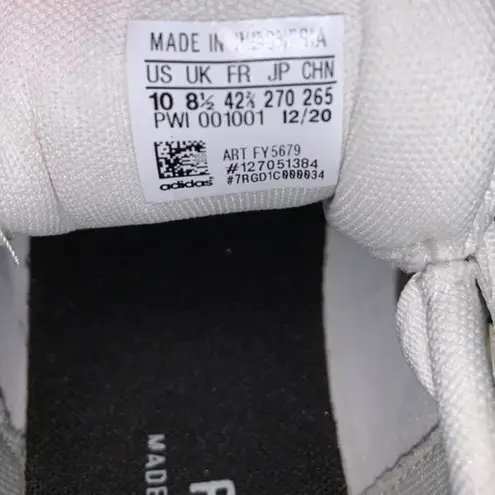 MADE IN INDONESIA
US UK FR JP CHN
10 8½ 42⅔ 270 265
PWI 001001 12/20
ART FY5679
#127051384
#7RGD1C000034
adidas
MADE